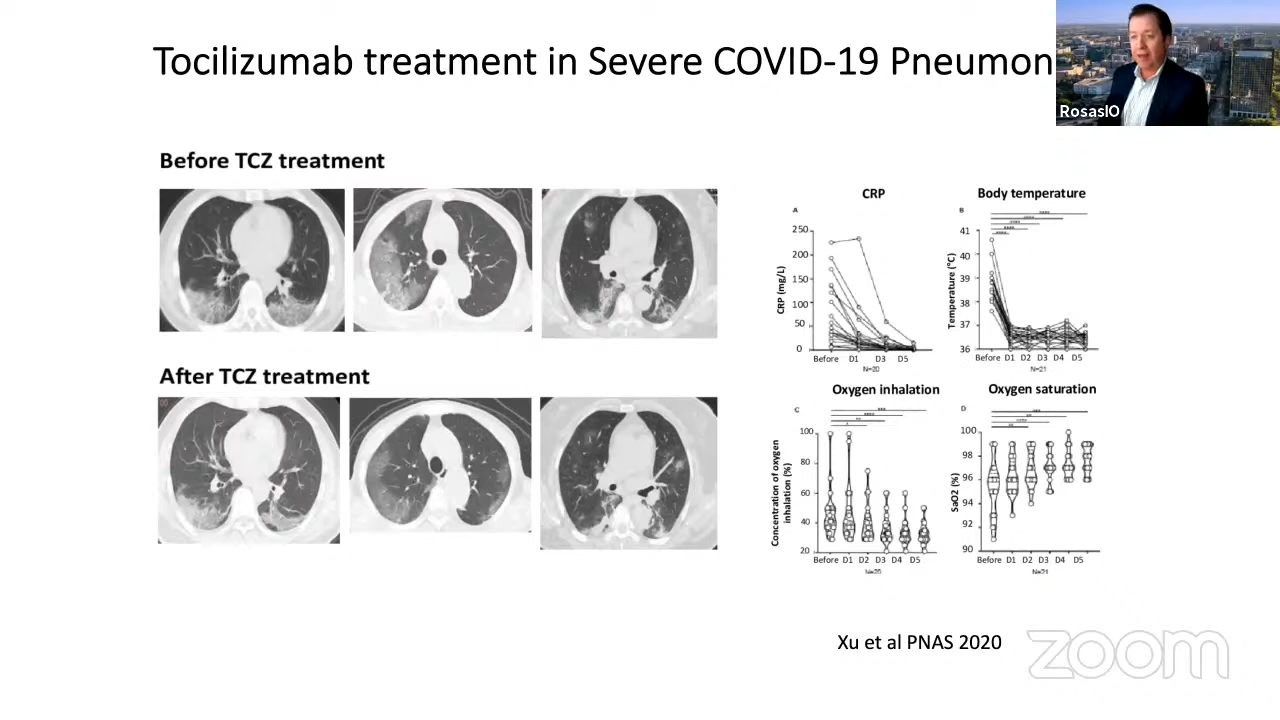 Tocilizumab treatment in Severe COVID-19 Pneumon
RosasIO
Before TCZ treatment
After TCZ treatment
CRP
A
CRP (mg/L)
250
200
150
100
50
0
Before D1 D3 D5
N=20
Body temperature
B
Temperature (°C)
41
40
39
38
37
36
Before D1 D2 D3 D4 D5
N=21
Oxygen inhalation
C
Concentration of oxygen
inhalation (%)
100
80
60
40
20
Before D1 D2 D3 D4 D5
N=20
Oxygen saturation
D
SaO2 (%)
100
98
96
94
92
90
Before D1 D2 D3 D4 D5
N=21
Xu et al PNAS 2020
zoom